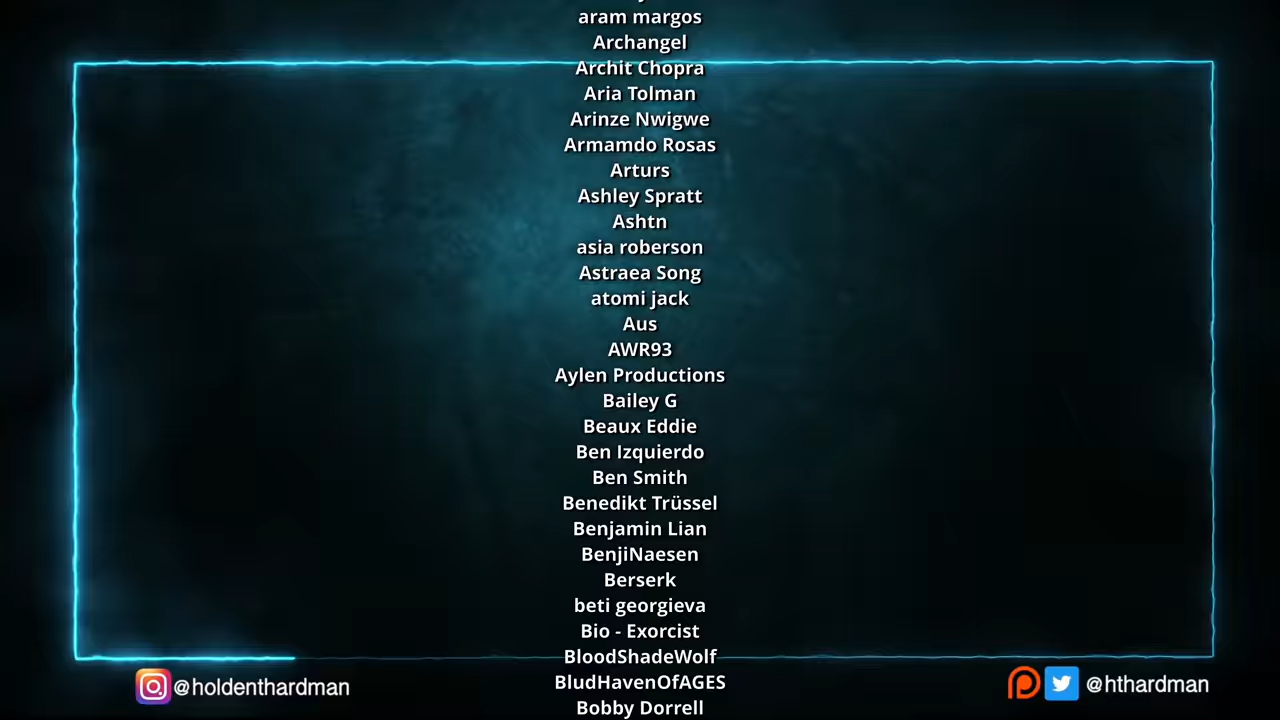 aram margos
Archangel
Archit Chopra
Aria Tolman
Arinze Nwigwe
Armamdo Rosas
Arturs
Ashley Spratt
Ashtn
asia roberson
Astraea Song
atomi jack
Aus
AWR93
Aylen Productions
Bailey G
Beaux Eddie
Ben Izquierdo
Ben Smith
Benedikt Trüssel
Benjamin Lian
BenjiNaesen
Berserk
beti georgieva
Bio - Exorcist
BloodShadeWolf
BludHavenOfAGES
Bobby Dorrell
@holdenthardman
@hthardman